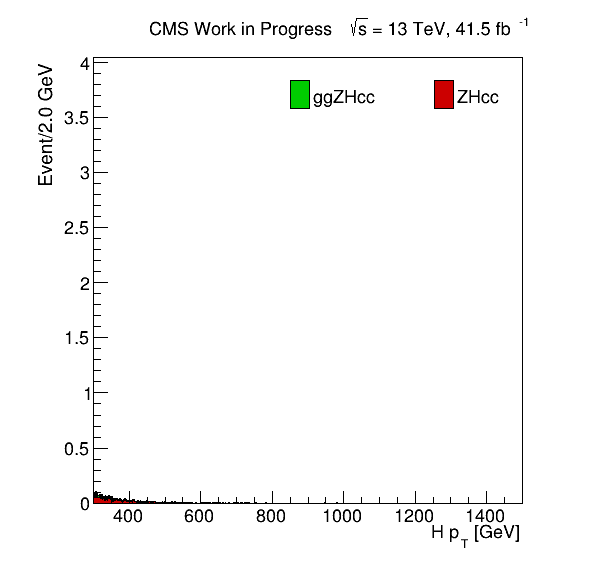 CMS Work in Progress √s = 13 TeV, 41.5 fb -1
Event/2.0 GeV
4
3.5
3
2.5
2
1.5
1
0.5
0
ggZHcc
ZHcc
400 600 800 1000 1200 1400
H pT [GeV]